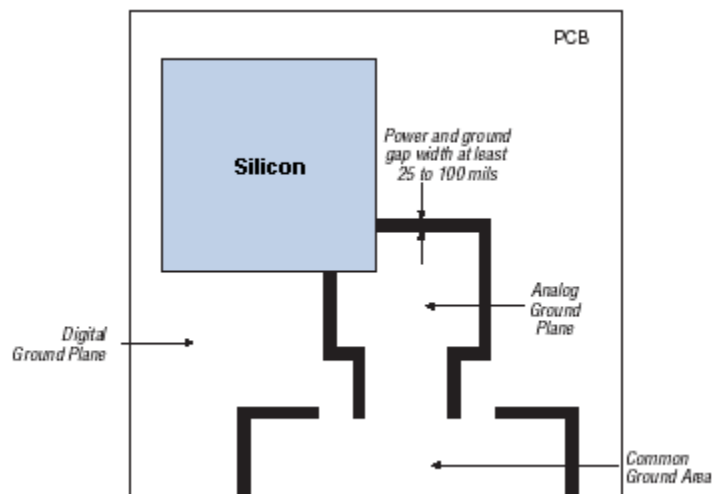 PCB
Silicon
Power and ground
gap width at least
25 to 100 mils
Analog
Ground
Plane
Digital
Ground Plane
Common
Ground Area